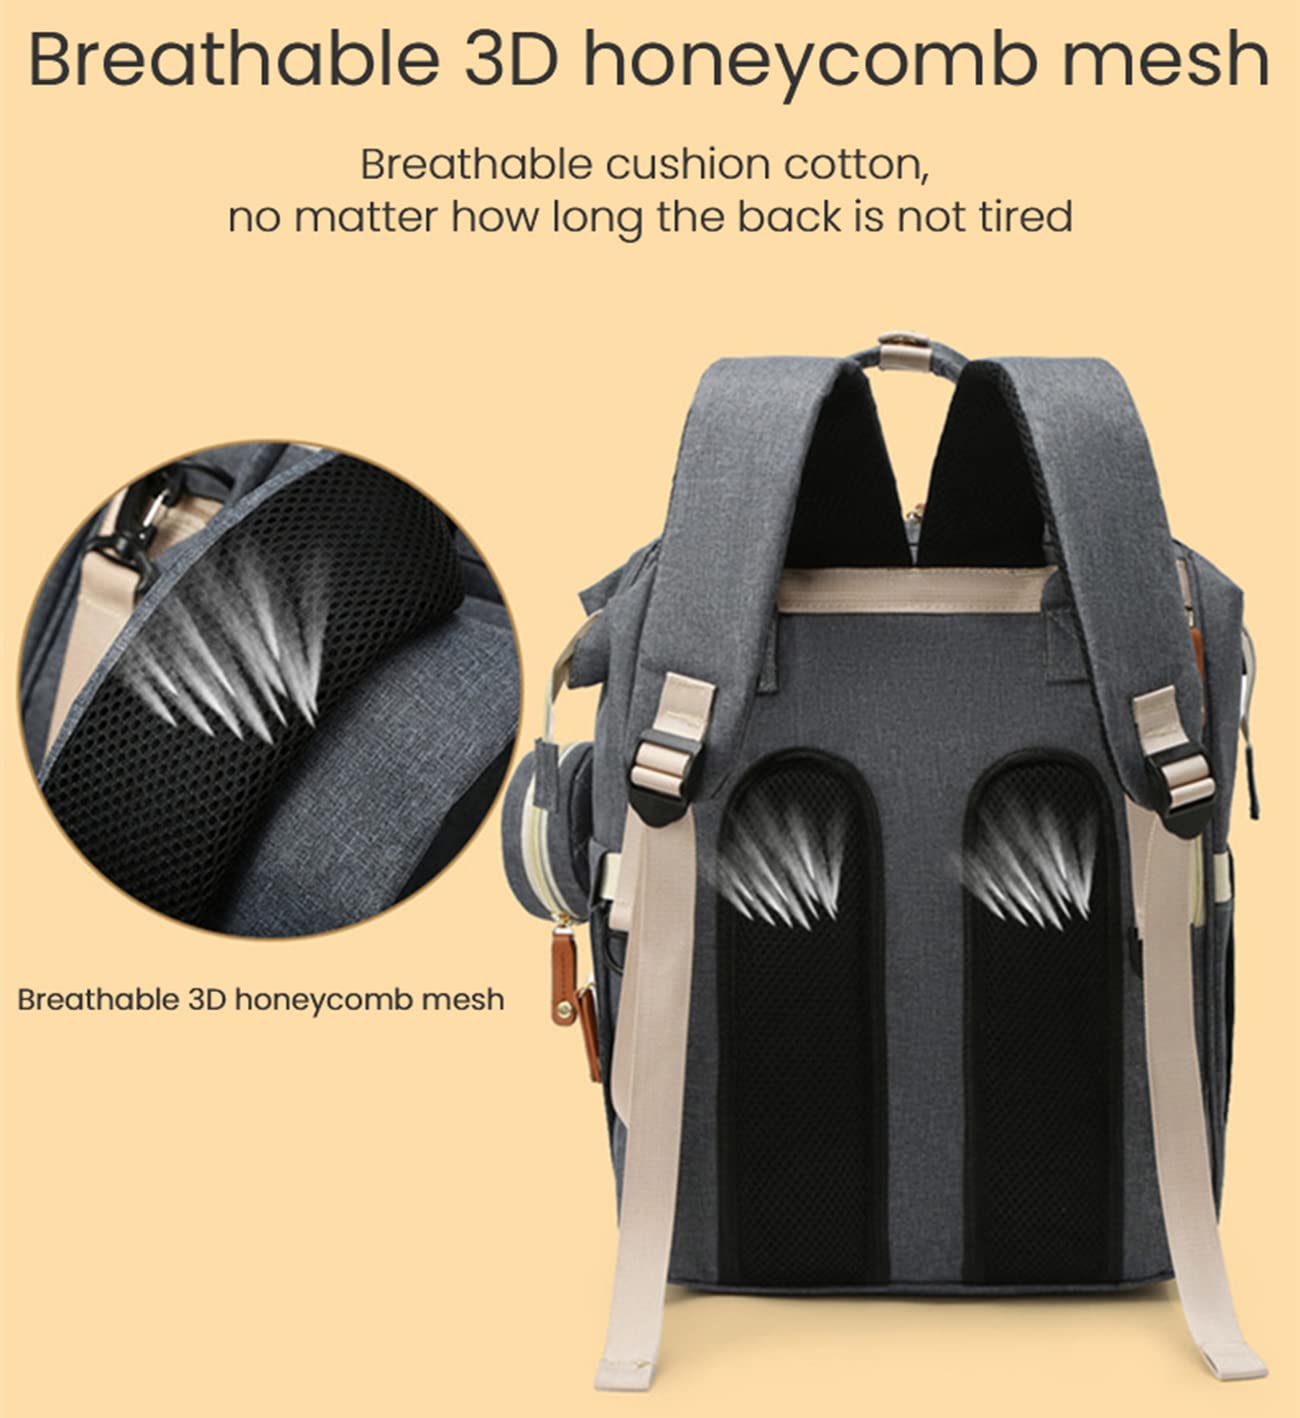 Breathable 3D honeycomb mesh
Breathable cushion cotton,
no matter how long the back is not tired
Breathable 3D honeycomb mesh